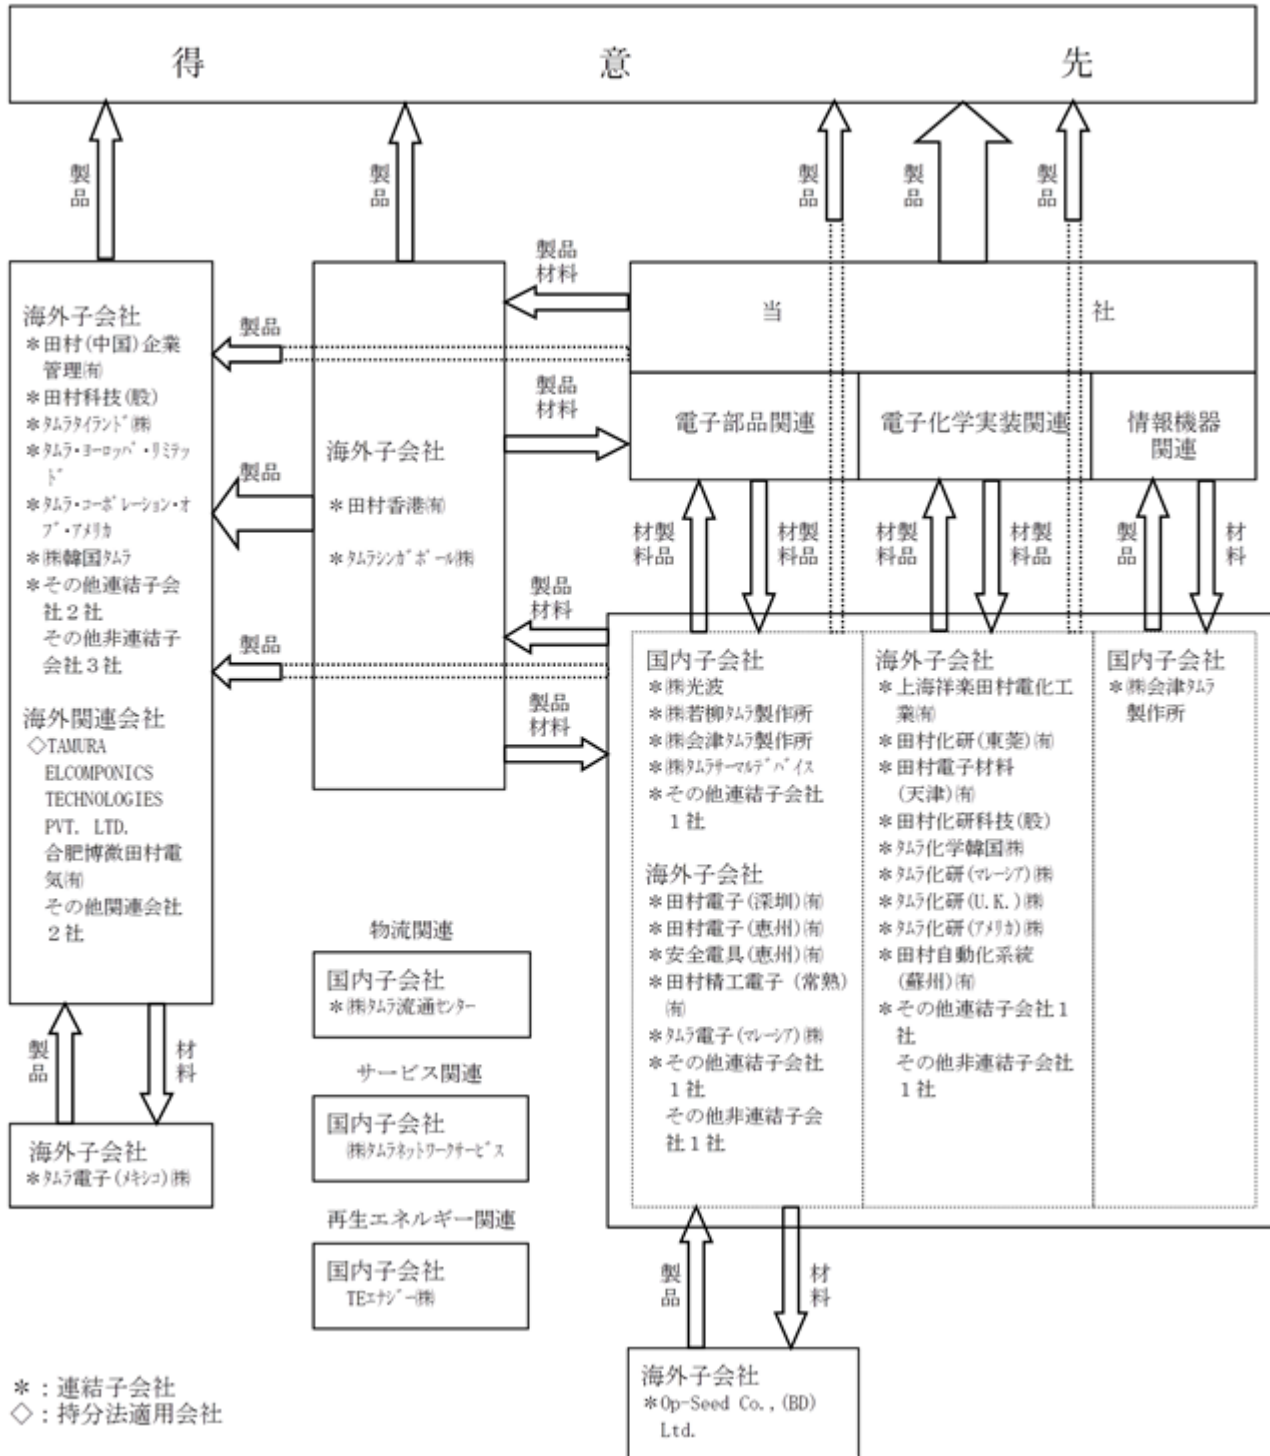 得意先
製品
製品
製品
製品
製品
海外子会社
＊田村(中国)企業
管理㈲
＊田村科技(股)
＊ﾀﾑﾗﾀｲﾗﾝﾄﾞ㈱
＊ﾀﾑﾗ・ﾖｰﾛｯﾊﾟ・ﾘﾐﾃｯ
ﾄﾞ
＊ﾀﾑﾗ・ｺｰﾎﾟﾚｰｼｮﾝ・ｵ
ﾌﾞ・ｱﾒﾘｶ
＊㈱韓国ﾀﾑﾗ
＊その他連結子会
社２社
その他非連結子
会社３社
海外関連会社
◇TAMURA
ELCOMPONICS
TECHNOLOGIES
PVT. LTD.
合肥博微田村電
気㈲
その他関連会社
２社
製品
材料
海外子会社
＊ﾀﾑﾗ電子(ﾒｷｼｺ)㈱
製品
製品
製品
海外子会社
＊田村香港㈲
＊ﾀﾑﾗｼﾝｶﾞﾎﾟｰﾙ㈱
製品
材料
製品
材料
製品
材料
製品
材料
当社
電子部品関連
電子化学実装関連
情報機器
関連
製品
材料
製品
材料
製品
材料
製品
材料
製品
材料
国内子会社
＊㈱光波
＊㈱若柳ﾀﾑﾗ製作所
＊㈱会津ﾀﾑﾗ製作所
＊㈱ﾀﾑﾗｻｰﾏﾙﾃﾞﾊﾞｲｽ
＊その他連結子会社
１社
海外子会社
＊田村電子(深圳)㈲
＊田村電子(恵州)㈲
＊安全電具(恵州)㈲
＊田村精工電子（常熟）
㈲
＊ﾀﾑﾗ電子(ﾏﾚｰｼｱ)㈱
＊その他連結子会社
１社
その他非連結子会
社１社
海外子会社
＊上海祥楽田村電化工
業㈲
＊田村化研(東莞)㈲
＊田村電子材料
(天津)㈲
＊田村化研科技(股)
＊ﾀﾑﾗ化学韓国㈱
＊ﾀﾑﾗ化研(ﾏﾚｰｼｱ)㈱
＊ﾀﾑﾗ化研(U.K.)㈱
＊ﾀﾑﾗ化研(ｱﾒﾘｶ)㈱
＊田村自動化系統
(蘇州)㈲
＊その他連結子会社１
社
その他非連結子会社
１社
国内子会社
＊㈱会津ﾀﾑﾗ
製作所
物流関連
国内子会社
＊㈱ﾀﾑﾗ流通ｾﾝﾀｰ
サービス関連
国内子会社
㈱ﾀﾑﾗﾈｯﾄﾜｰｸｻｰﾋﾞｽ
再生エネルギー関連
国内子会社
TEｴﾅｼﾞｰ㈱
製品
材料
海外子会社
＊Op-Seed Co.,(BD)
Ltd.
＊：連結子会社
◇：持分法適用会社